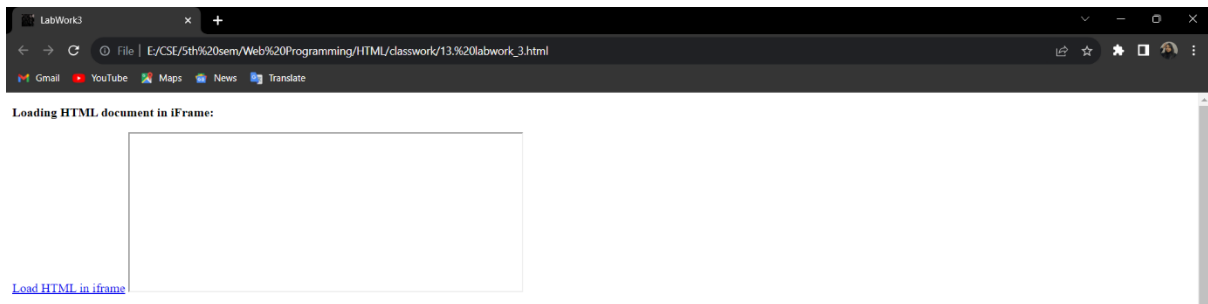 LabWork3
File | E:/CSE/5th%20sem/Web%20Programming/HTML/classwork/13.%20labwork_3.html
Gmail YouTube Maps News Translate
Loading HTML document in iFrame:
Load HTML in iframe